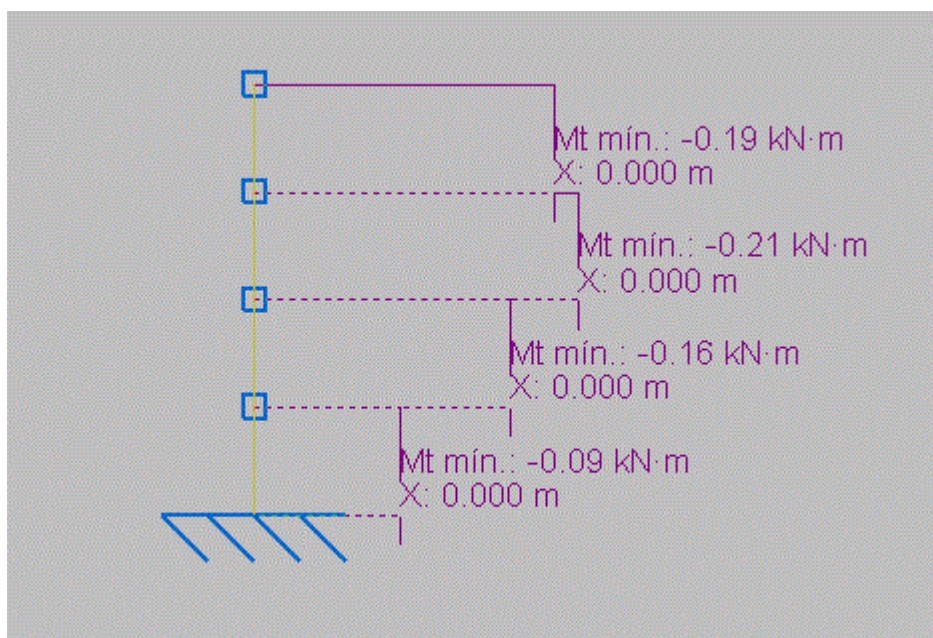 Mt mín.: -0.19 kN·m
X: 0.000 m
Mt mín.: -0.21 kN·m
X: 0.000 m
Mt mín.: -0.16 kN·m
X: 0.000 m
Mt mín.: -0.09 kN·m
X: 0.000 m